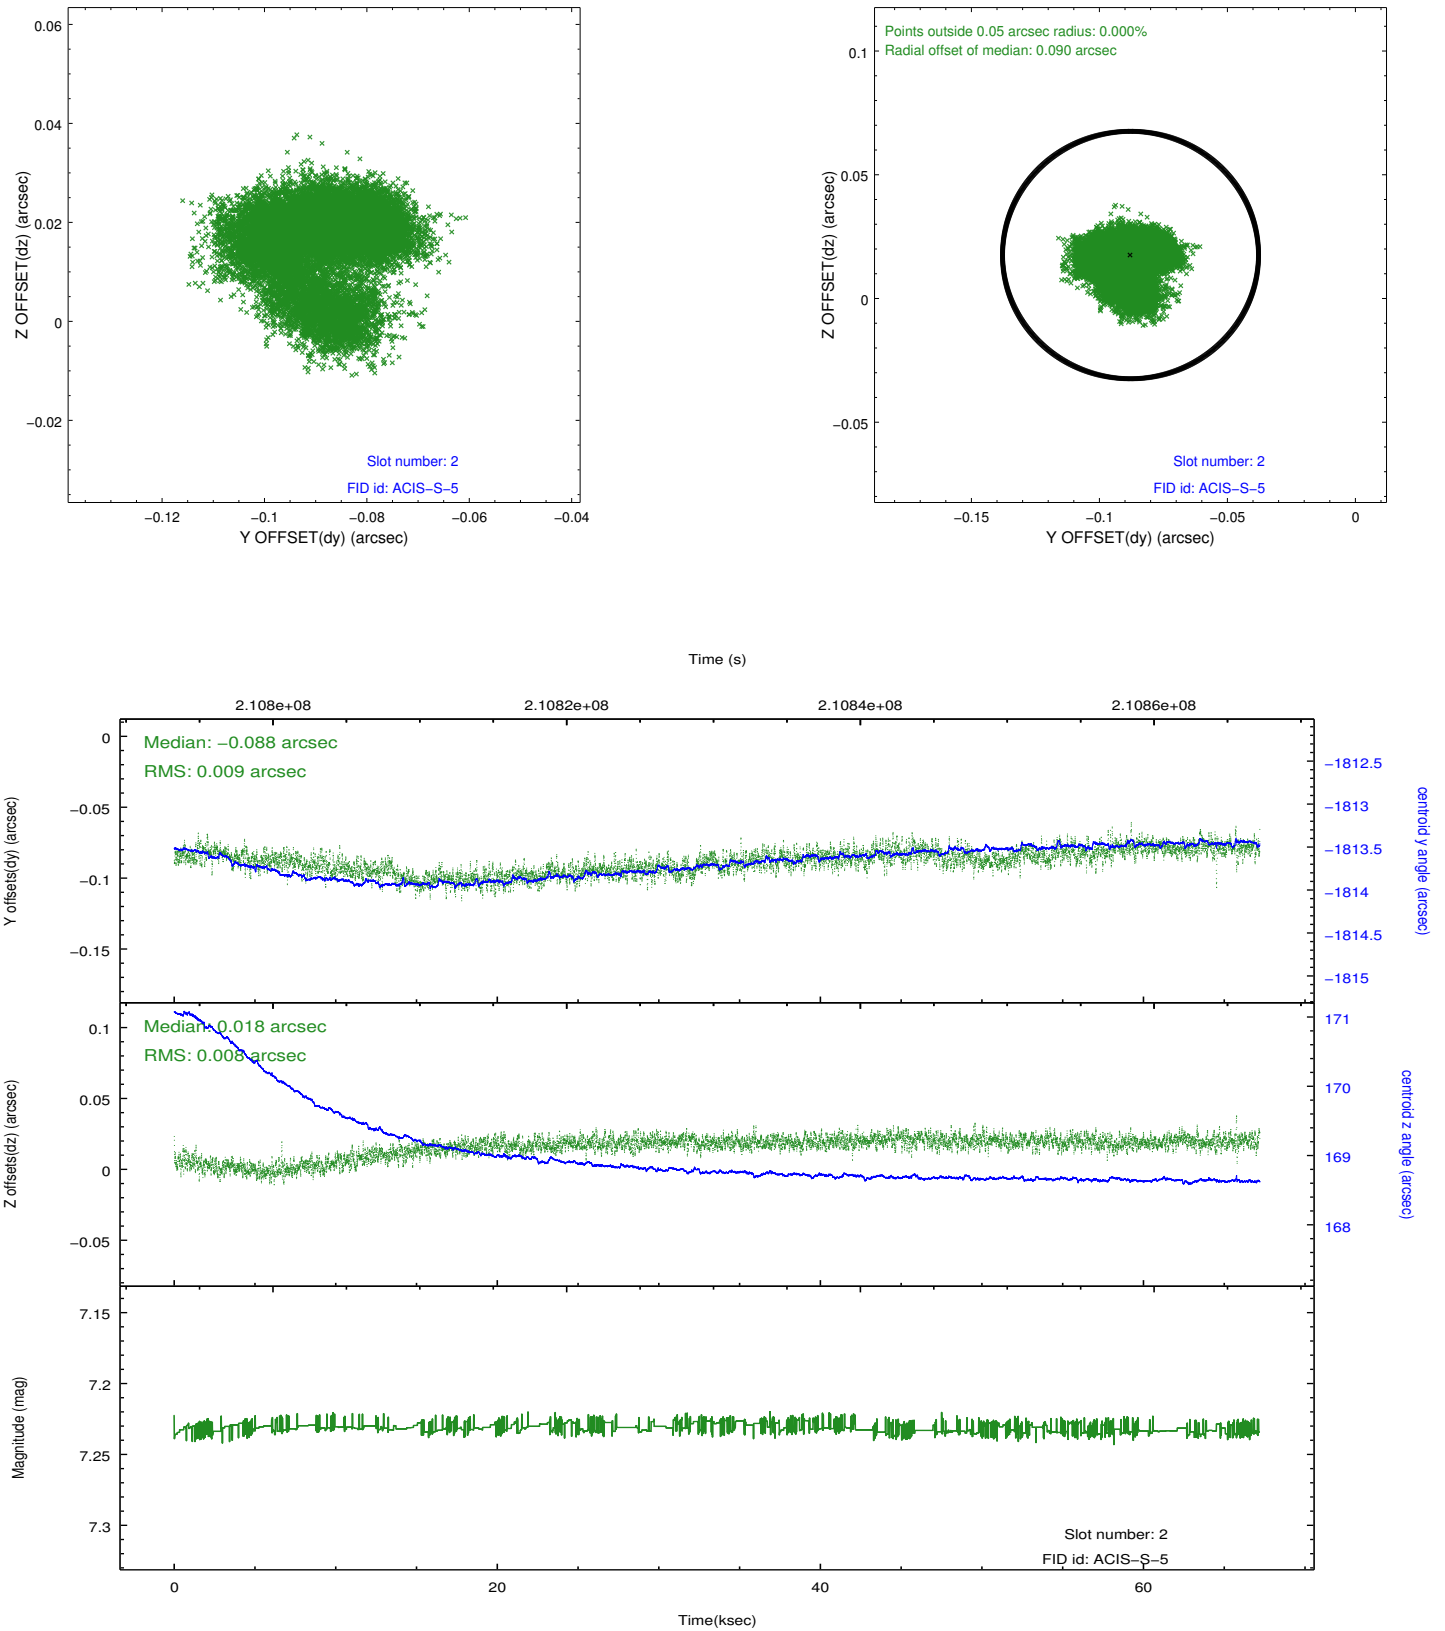 0.06
0.04
0.02
0
−0.02
Z OFFSET(dz) (arcsec)
Slot number: 2
FID id: ACIS−S−5
−0.12 −0.1 −0.08 −0.06 −0.04
Y OFFSET(dy) (arcsec)
Points outside 0.05 arcsec radius: 0.000%
Radial offset of median: 0.090 arcsec
0.1
0.05
0
−0.05
Z OFFSET(dz) (arcsec)
Slot number: 2
FID id: ACIS−S−5
−0.15 −0.1 −0.05 0
Y OFFSET(dy) (arcsec)
Time (s)
2.108e+08 2.1082e+08 2.1084e+08 2.1086e+08
Median: −0.088 arcsec
RMS: 0.009 arcsec
0
−0.05
−0.1
−0.15
Y offsets(dy) (arcsec)
−1812.5
−1813
−1813.5
−1814
−1814.5
−1815
centroid y angle (arcsec)
Median: 0.018 arcsec
RMS: 0.008 arcsec
0.1
0.05
0
−0.05
Z offsets(dz) (arcsec)
171
170
169
168
centroid z angle (arcsec)
7.15
7.2
7.25
7.3
Magnitude (mag)
Slot number: 2
FID id: ACIS−S−5
0 20 40 60
Time(ksec)